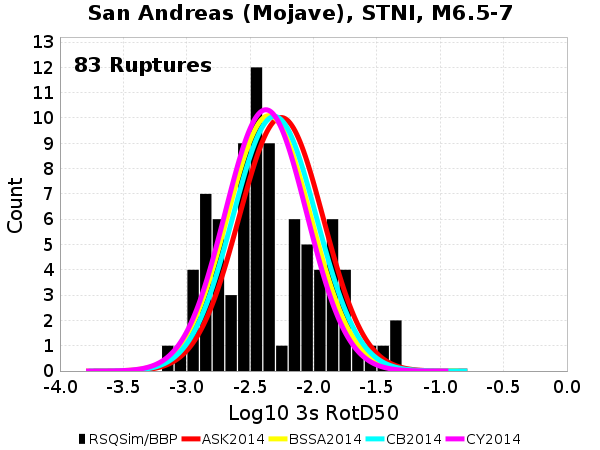 San Andreas (Mojave), STNI, M6.5-7
83 Ruptures
Count
13
12
11
10
9
8
7
6
5
4
3
2
1
0
-4.0 -3.5 -3.0 -2.5 -2.0 -1.5 -1.0 -0.5 0.0
Log10 3s RotD50
RSQSim/BBP ASK2014 BSSA2014 CB2014 CY2014